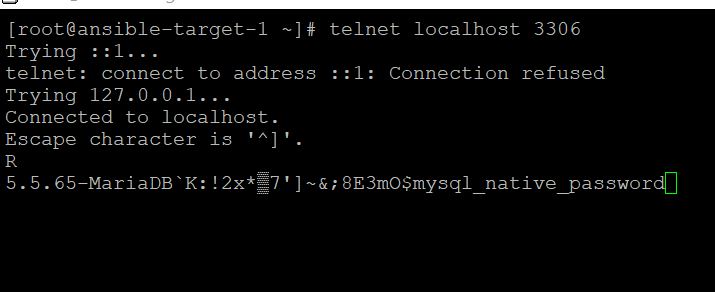 [root@ansible-target-1 ~]# telnet localhost 3306
Trying ::1...
telnet: connect to address ::1: Connection refused
Trying 127.0.0.1...
Connected to localhost.
Escape character is '^]'.
R
5.5.65-MariaDB`K:!2x*▒7']~&;8E3mO$mysql_native_password